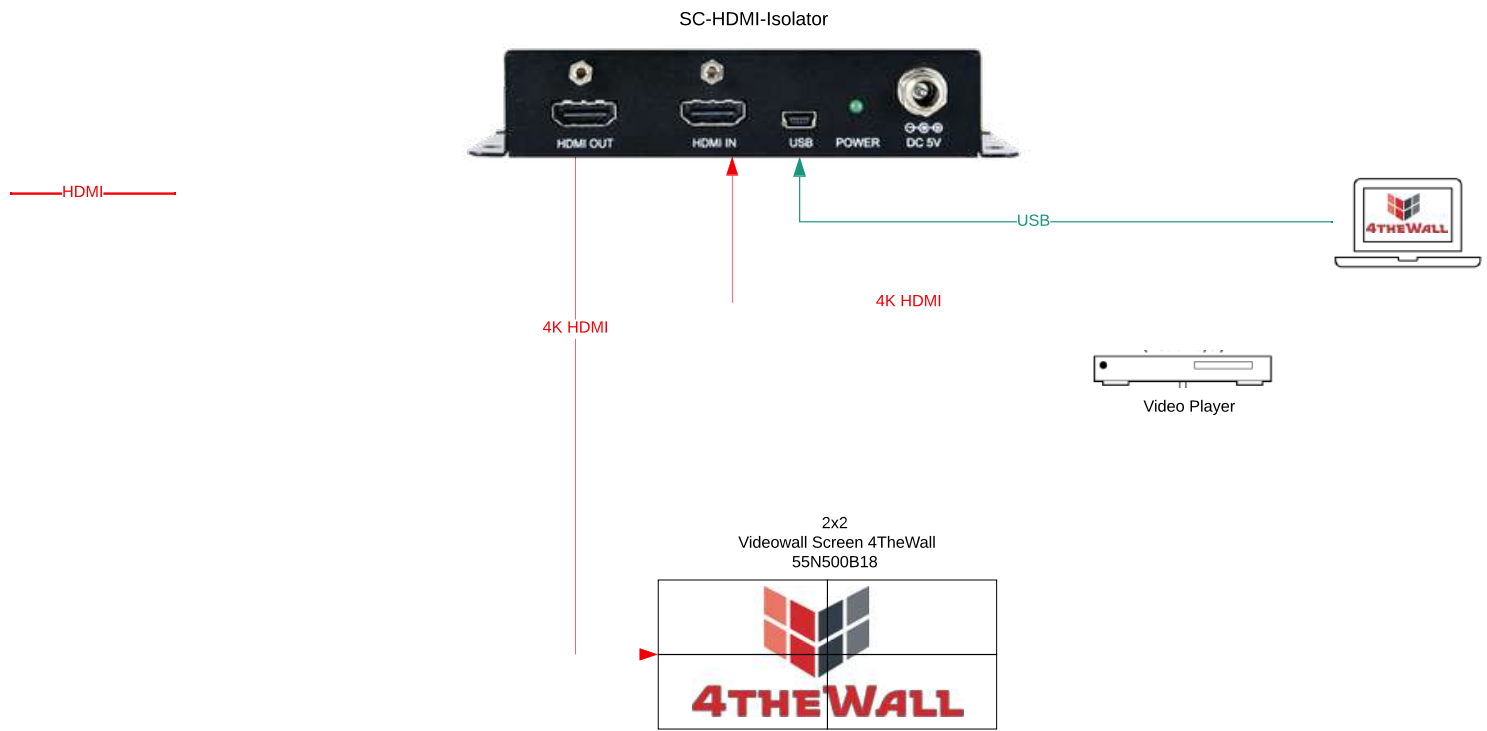 SC-HDMI-Isolator
HDMI OUT
HDMI IN
USB
POWER
DC 5V
HDMI
USB
4THEWALL
4K HDMI
4K HDMI
Video Player
2x2
Videowall Screen 4TheWall
55N500B18
4THEWALL